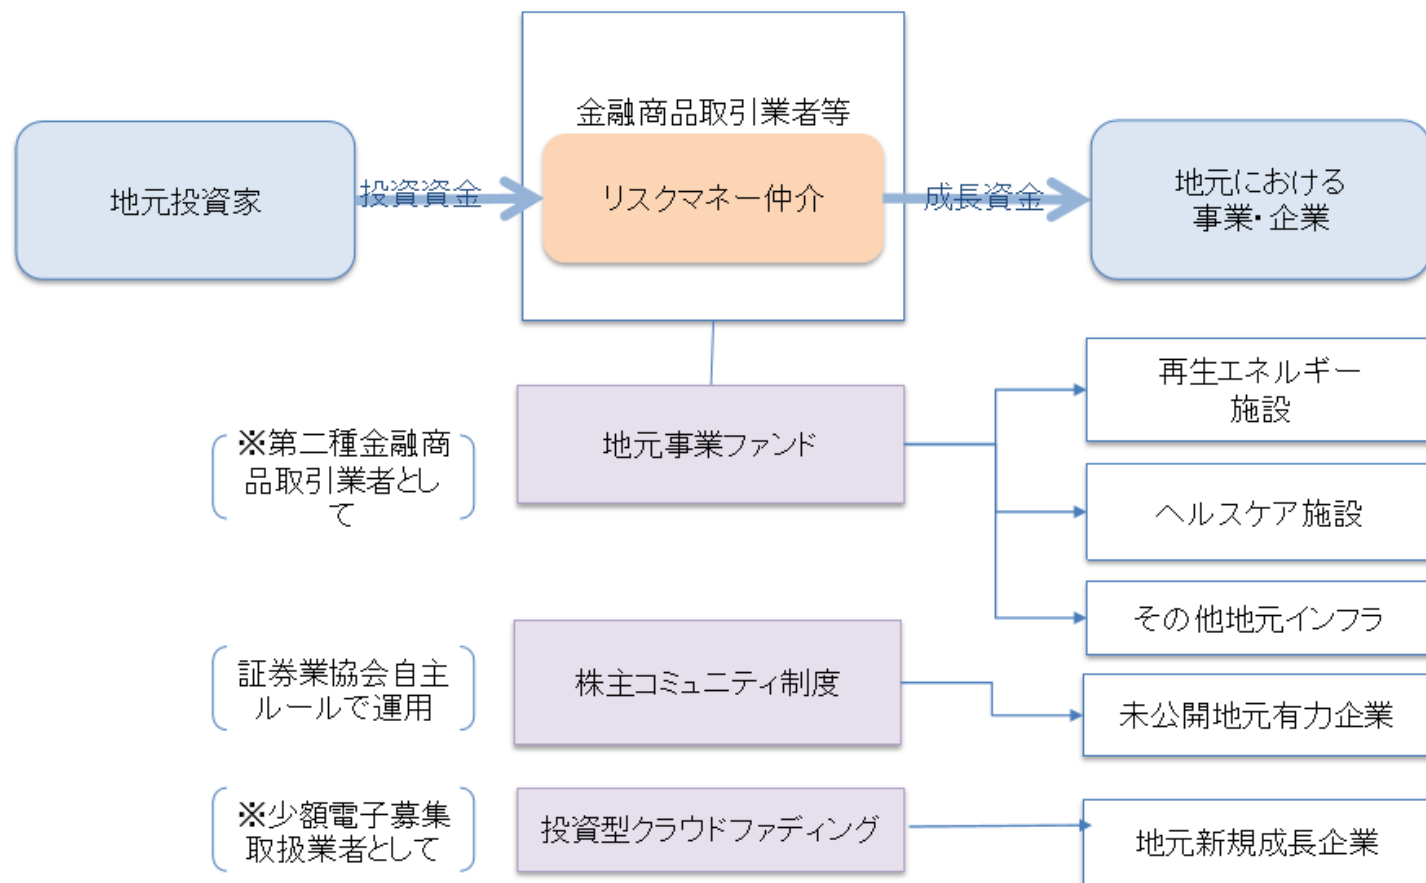 金融商品取引業者等
地元投資家
投資資金
リスクマネー仲介
成長資金
地元における
事業・企業
※第二種金融商
品取引業者とし
て
地元事業ファンド
再生エネルギー
施設
ヘルスケア施設
その他地元インフラ
証券業協会自主
ルールで運用
株主コミュニティ制度
未公開地元有力企業
※少額電子募集
取扱業者として
投資型クラウドファディング
地元新規成長企業